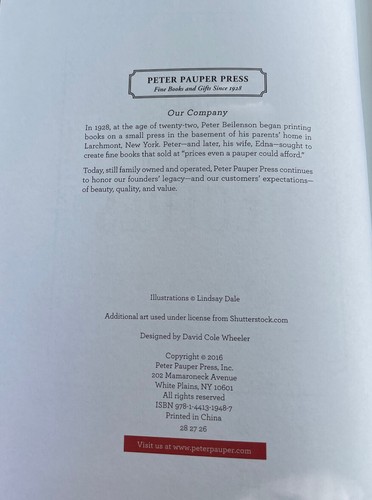 PETER PAUPER PRESS
Fine Books and Gifts Since 1928
Our Company
In 1928, at the age of twenty-two, Peter Beilenson began printing
books on a small press in the basement of his parents' home in
Larchmont, New York. Peter—and later, his wife, Edna—sought to
create fine books that sold at "prices even a pauper could afford."
Today, still family owned and operated, Peter Pauper Press continues
to honor our founders' legacy—and our customers' expectations—
of beauty, quality, and value.
Illustrations © Lindsay Dale
Additional art used under license from Shutterstock.com
Designed by David Cole Wheeler
Copyright © 2016
Peter Pauper Press, Inc.
202 Mamaroneck Avenue
White Plains, NY 10601
All rights reserved
ISBN 978-1-4413-1948-7
Printed in China
28 27 26
Visit us at www.peterpauper.com